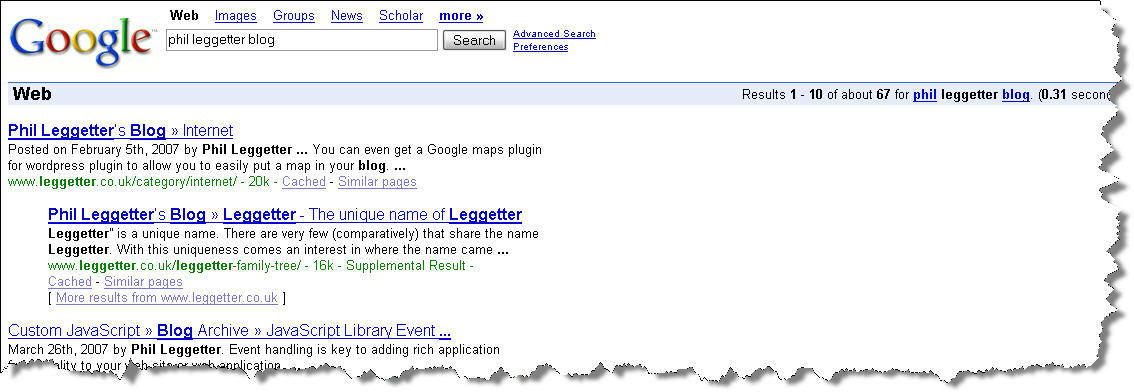 Web Images Groups News Scholar more »
Google™
phil leggetter blog Search Advanced Search
Preferences
Web Results 1 - 10 of about 67 for phil leggetter blog. (0.31
Phil Leggetter's Blog » Internet
Posted on February 5th, 2007 by Phil Leggetter ... You can even get a Google maps plugin
for wordpress plugin to allow you to easily put a map in your blog. ...
www.leggetter.co.uk/category/internet/ - 20k - Cached - Similar pages
Phil Leggetter's Blog » Leggetter - The unique name of Leggetter
Leggetter" is a unique name. There are very few (comparatively) that share the name
Leggetter. With this uniqueness comes an interest in where the name came ...
www.leggetter.co.uk/leggetter-family-tree/ - 16k - Supplemental Result -
Cached - Similar pages
[ More results from www.leggetter.co.uk ]
Custom JavaScript » Blog Archive » JavaScript Library Event ...
March 26th, 2007 by Phil Leggetter. Event handling is key to adding rich application
to your web site or web application